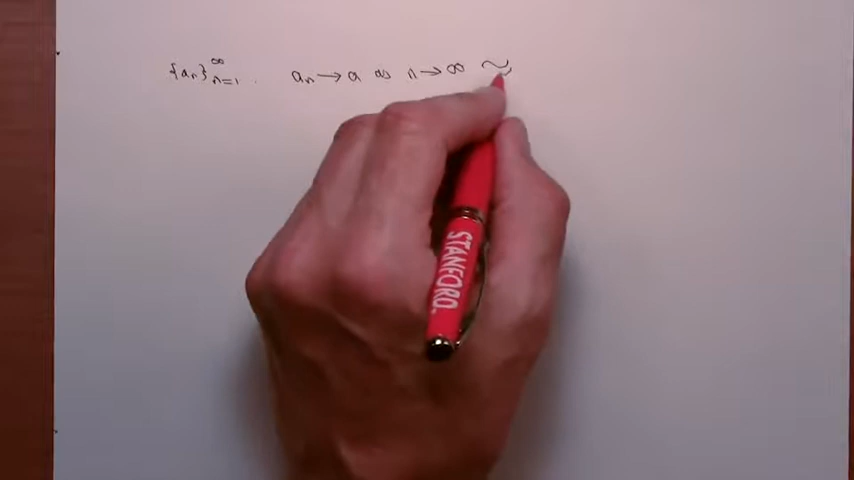 {aₙ}ₙ₌₁^∞ . aₙ → a as n → ∞ ≈
STANFORD